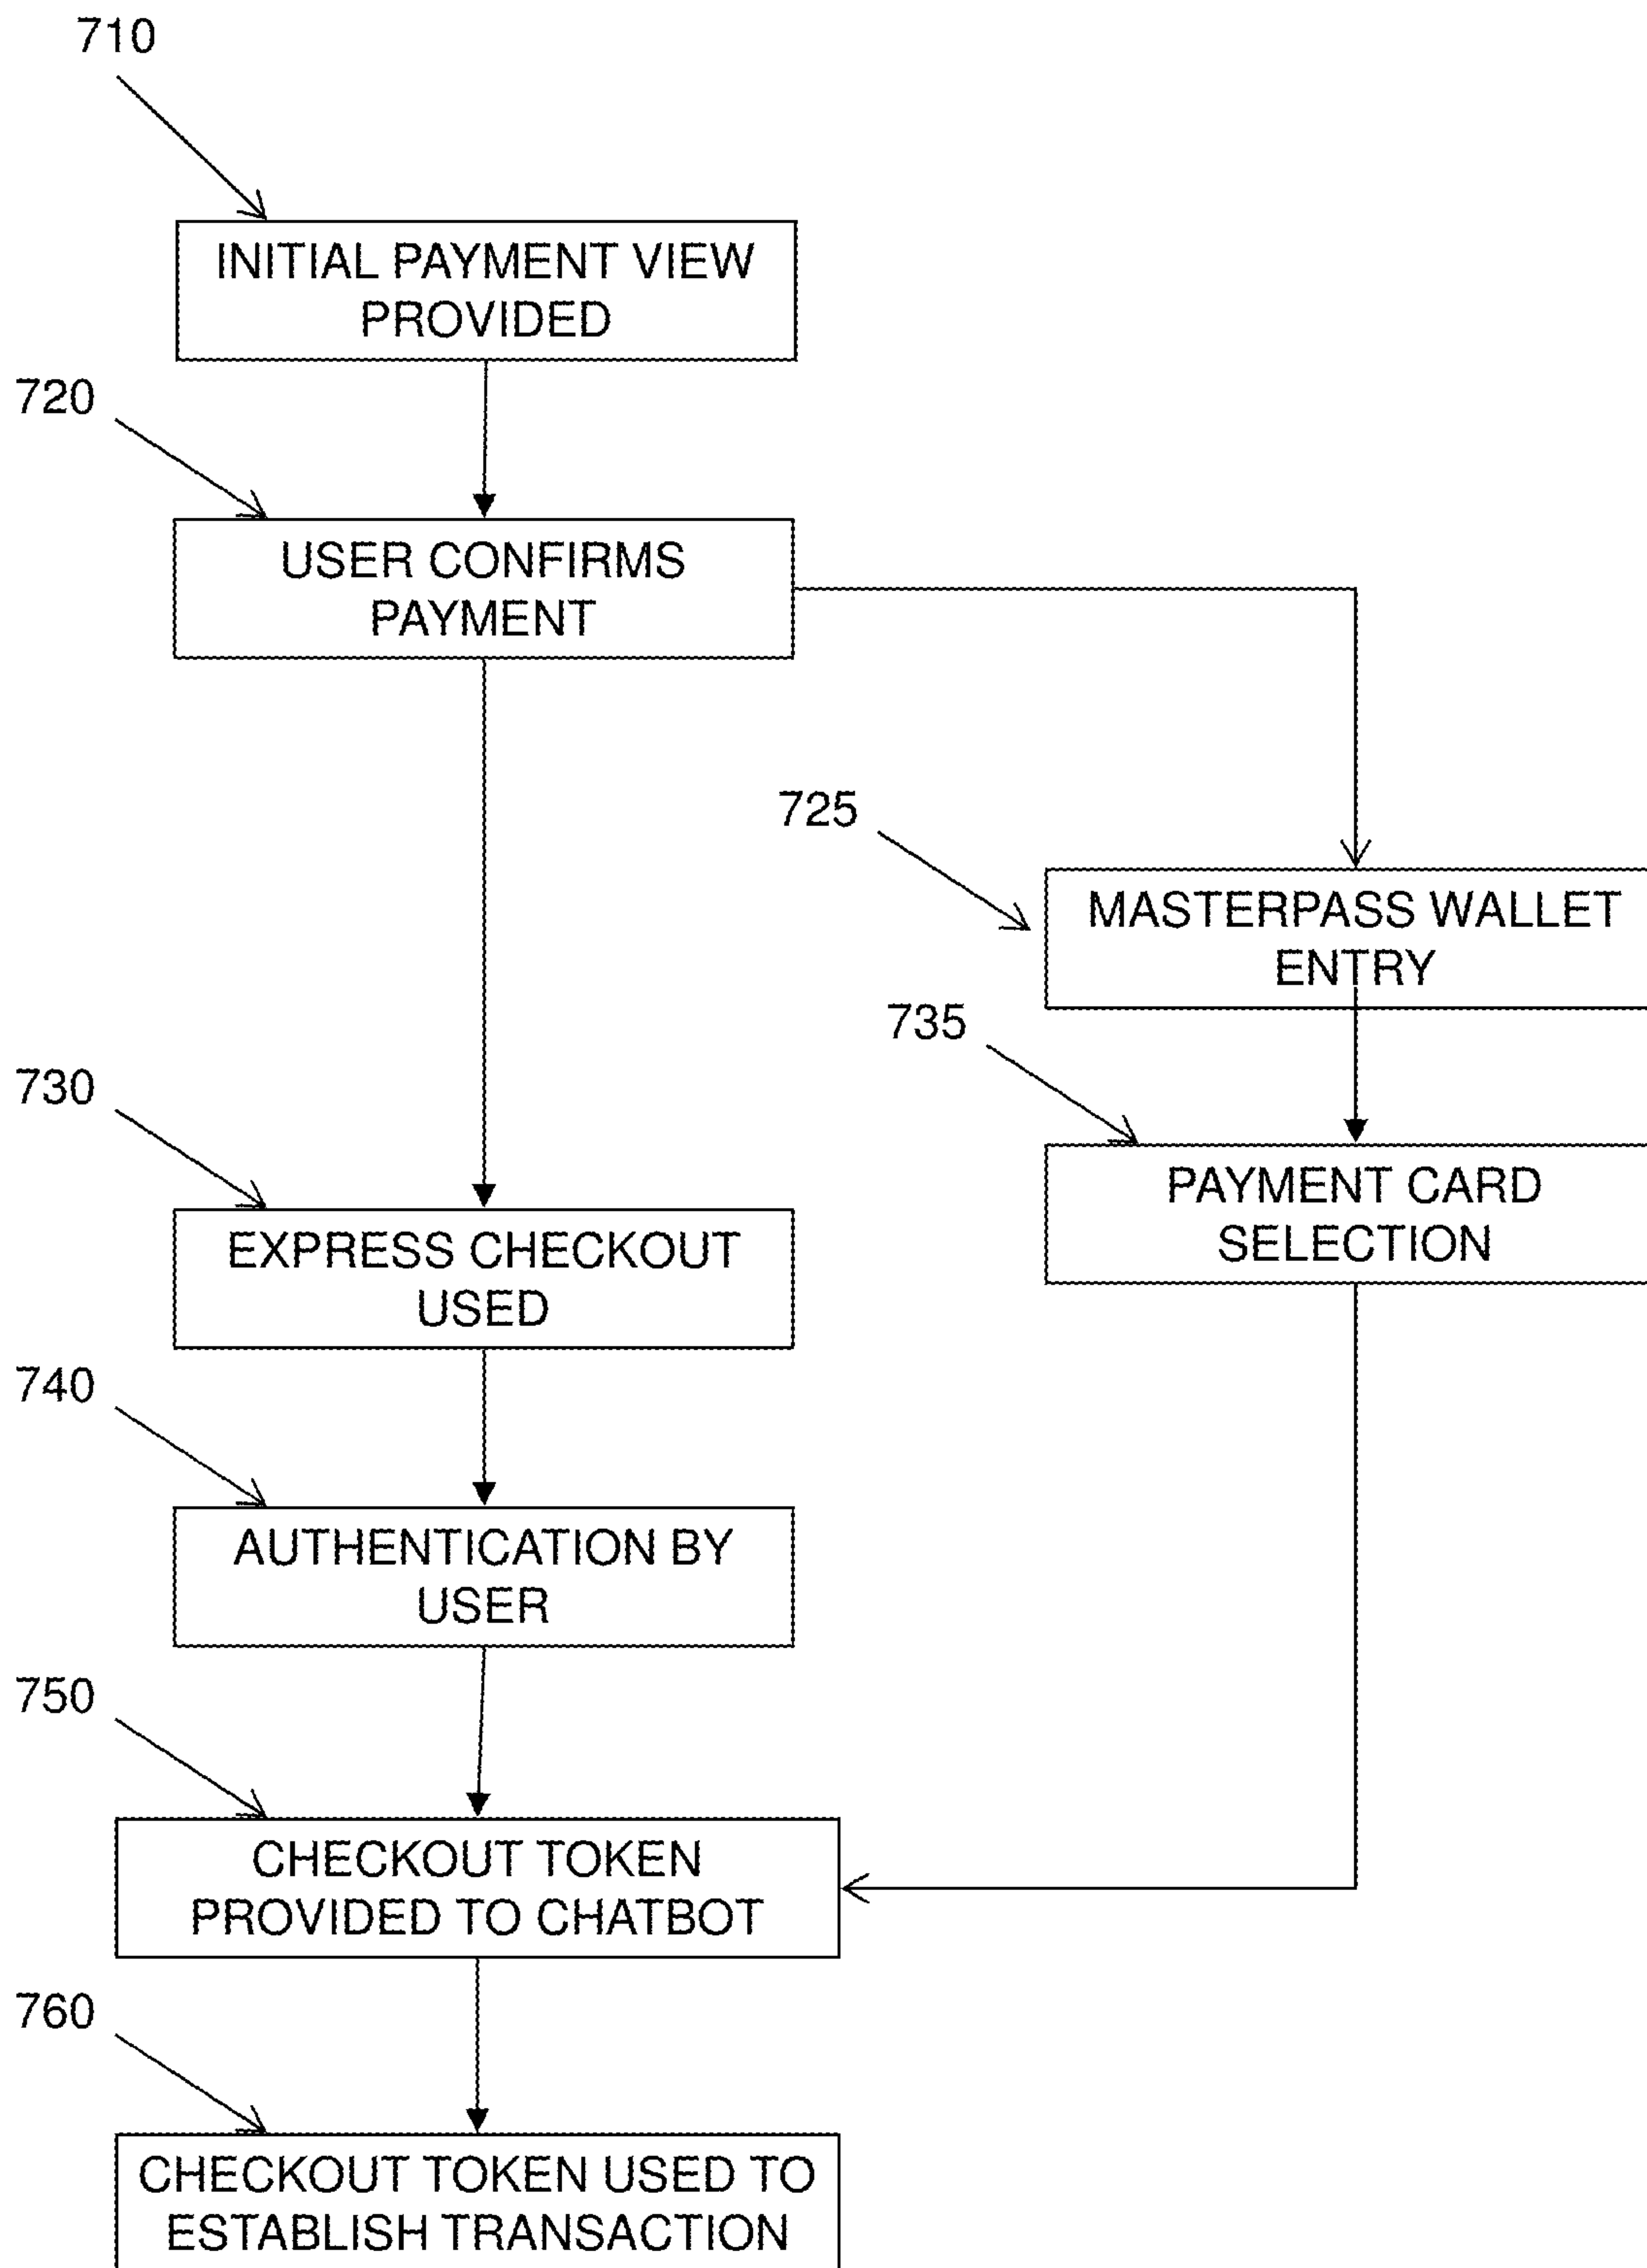 710
INITIAL PAYMENT VIEW
PROVIDED
720
USER CONFIRMS
PAYMENT
725
MASTERPASS WALLET
ENTRY
735
PAYMENT CARD
SELECTION
730
EXPRESS CHECKOUT
USED
740
AUTHENTICATION BY
USER
750
CHECKOUT TOKEN
PROVIDED TO CHATBOT
760
CHECKOUT TOKEN USED TO
ESTABLISH TRANSACTION